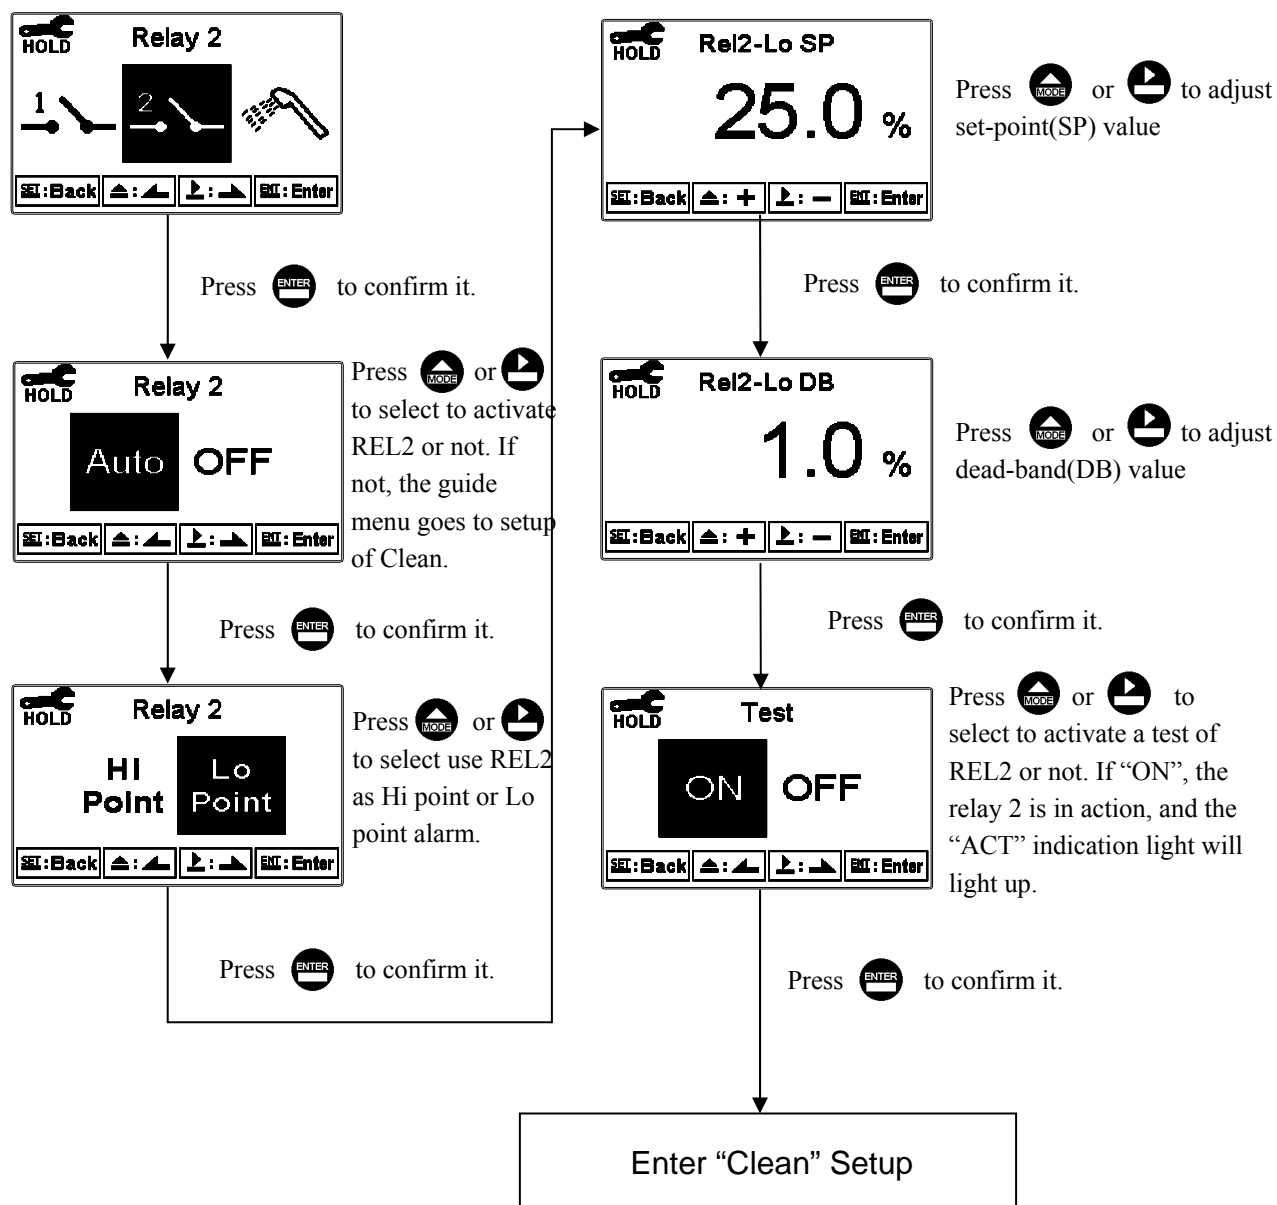 HOLD
Relay 2
1
2
SET:Back
:
:
ENT:Enter
Press ENTER to confirm it.
HOLD
Relay 2
Auto OFF
SET:Back
:
:
ENT:Enter
Press MODE or
to select to activate
REL2 or not. If
not, the guide
menu goes to setup
of Clean.
Press ENTER to confirm it.
HOLD
Relay 2
HI
Point
Lo
Point
SET:Back
:
:
ENT:Enter
Press MODE or
to select use REL2
as Hi point or Lo
point alarm.
Press ENTER to confirm it.
HOLD
Rel2-Lo SP
25.0 %
SET:Back
: +
: −
ENT:Enter
Press MODE or to adjust
set-point(SP) value
Press ENTER to confirm it.
HOLD
Rel2-Lo DB
1.0 %
SET:Back
: +
: −
ENT:Enter
Press MODE or to adjust
dead-band(DB) value
Press ENTER to confirm it.
HOLD
Test
ON OFF
SET:Back
:
:
ENT:Enter
Press MODE or to
select to activate a test of
REL2 or not. If “ON”, the
relay 2 is in action, and the
“ACT” indication light will
light up.
Press ENTER to confirm it.
Enter “Clean” Setup